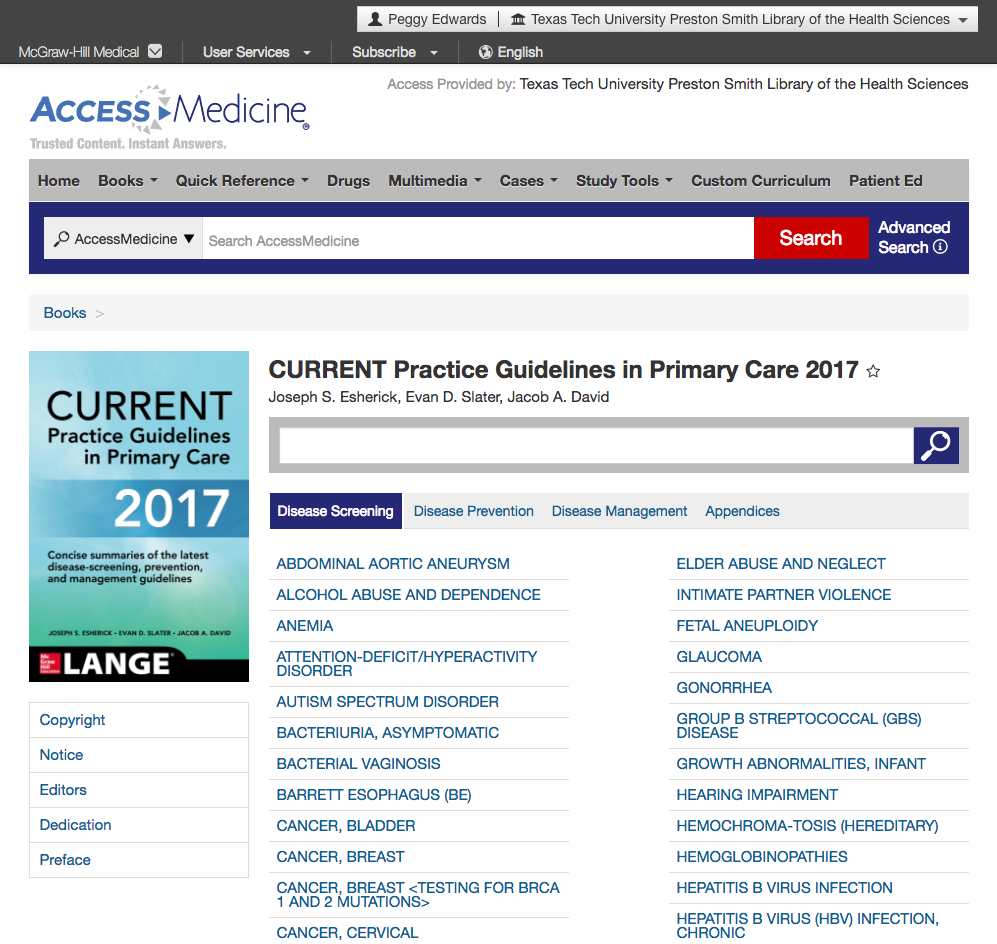 Peggy Edwards | Texas Tech University Preston Smith Library of the Health Sciences
McGraw-Hill Medical User Services Subscribe English
Access Provided by: Texas Tech University Preston Smith Library of the Health Sciences
ACCESS Medicine®
Trusted Content. Instant Answers.
Home Books Quick Reference Drugs Multimedia Cases Study Tools Custom Curriculum Patient Ed
AccessMedicine ▼ Search AccessMedicine Search Advanced
Search
Books >
CURRENT
Practice Guidelines
in Primary Care
2017
Concise summaries of the latest
disease-screening, prevention,
and management guidelines
JOSEPH S. ESHERICK • EVAN D. SLATER • JACOB A. DAVID
Mc
Graw
Hill
Education
LANGE®
Copyright
Notice
Editors
Dedication
Preface
CURRENT Practice Guidelines in Primary Care 2017
Joseph S. Esherick, Evan D. Slater, Jacob A. David
Disease Screening Disease Prevention Disease Management Appendices
ABDOMINAL AORTIC ANEURYSM
ALCOHOL ABUSE AND DEPENDENCE
ANEMIA
ATTENTION-DEFICIT/HYPERACTIVITY
DISORDER
AUTISM SPECTRUM DISORDER
BACTERIURIA, ASYMPTOMATIC
BACTERIAL VAGINOSIS
BARRETT ESOPHAGUS (BE)
CANCER, BLADDER
CANCER, BREAST
CANCER, BREAST <TESTING FOR BRCA
1 AND 2 MUTATIONS>
CANCER, CERVICAL
ELDER ABUSE AND NEGLECT
INTIMATE PARTNER VIOLENCE
FETAL ANEUPLOIDY
GLAUCOMA
GONORRHEA
GROUP B STREPTOCOCCAL (GBS)
DISEASE
GROWTH ABNORMALITIES, INFANT
HEARING IMPAIRMENT
HEMOCHROMA-TOSIS (HEREDITARY)
HEMOGLOBINOPATHIES
HEPATITIS B VIRUS INFECTION
HEPATITIS B VIRUS (HBV) INFECTION,
CHRONIC